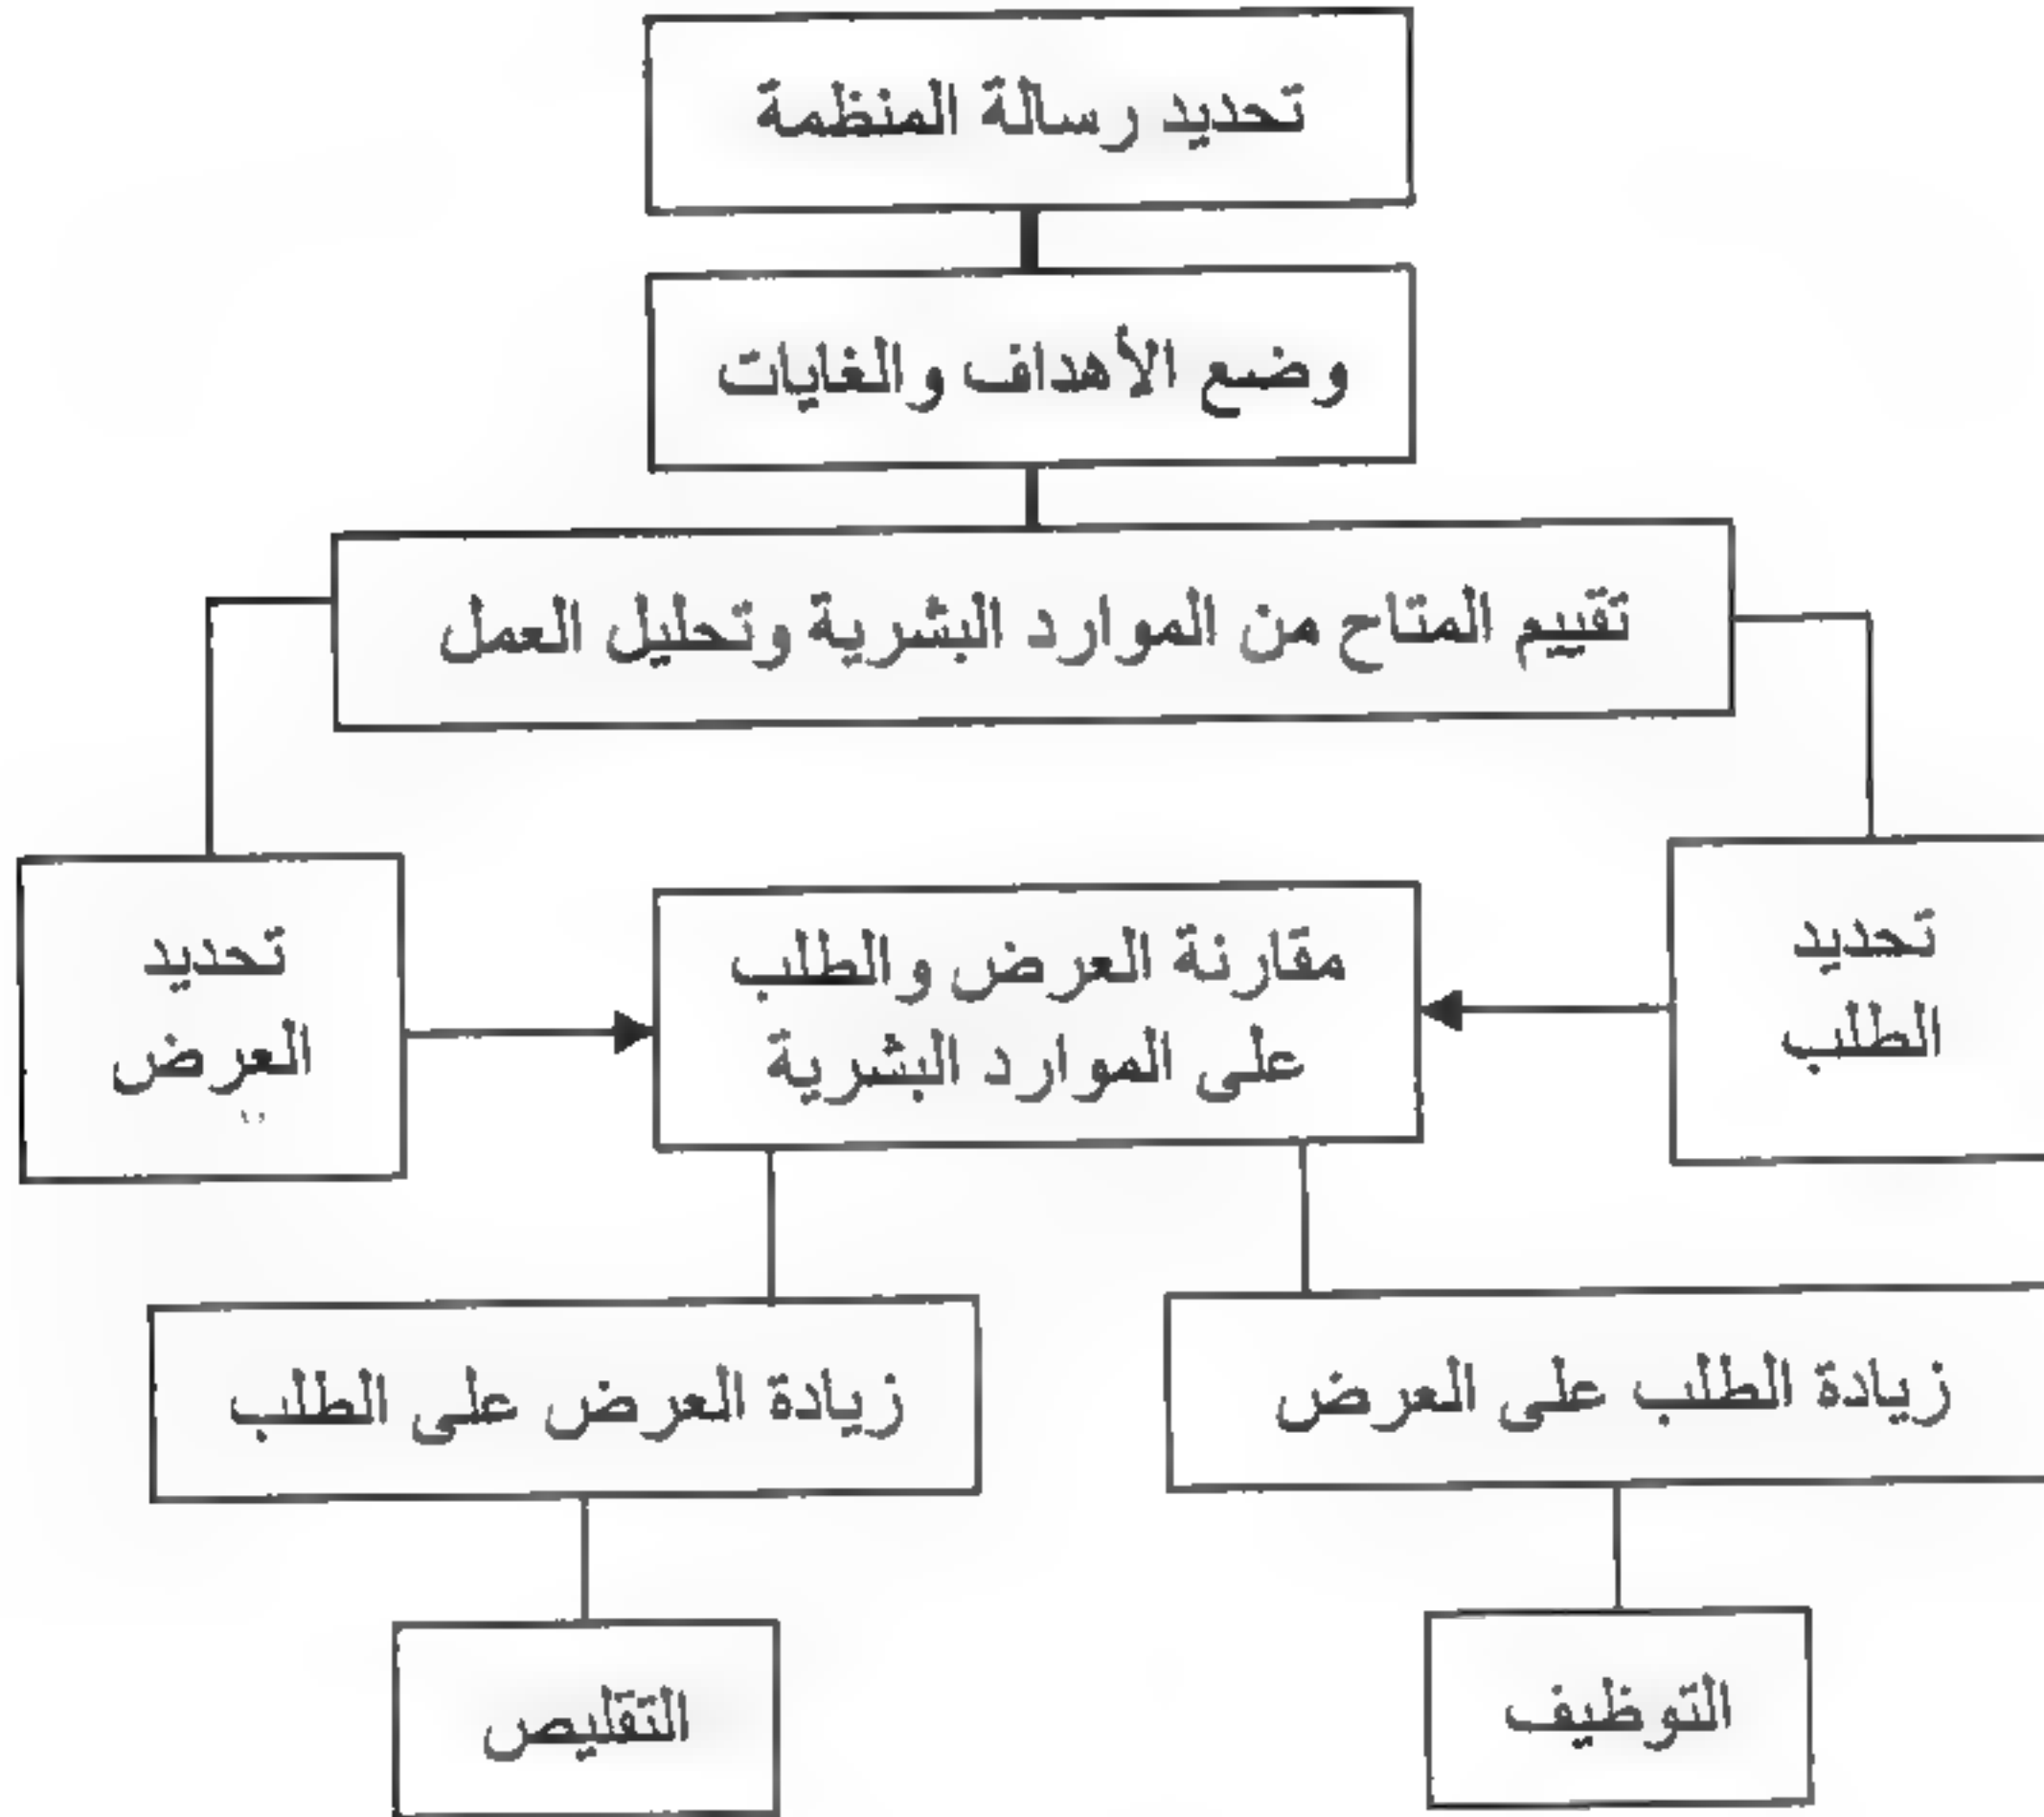 تحديد رسالة المنظمة
وضع الأهداف والغايات
تقييم المتاح من الموارد البشرية وتحليل العمل
تحديد
الطلب
مقارنة العرض والطلب
على الموارد البشرية
تحديد
العرض
زيادة الطلب على العرض
زيادة العرض على الطلب
التوظيف
التقليص